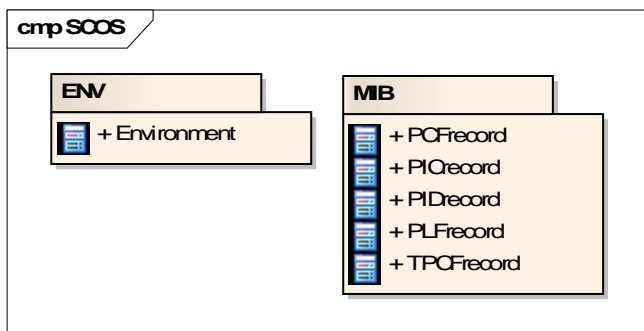 cmp SCOS
ENV
+ Environment
MIB
+ PCFrecord
+ PICrecord
+ PIDrecord
+ PLFrecord
+ TPCFrecord